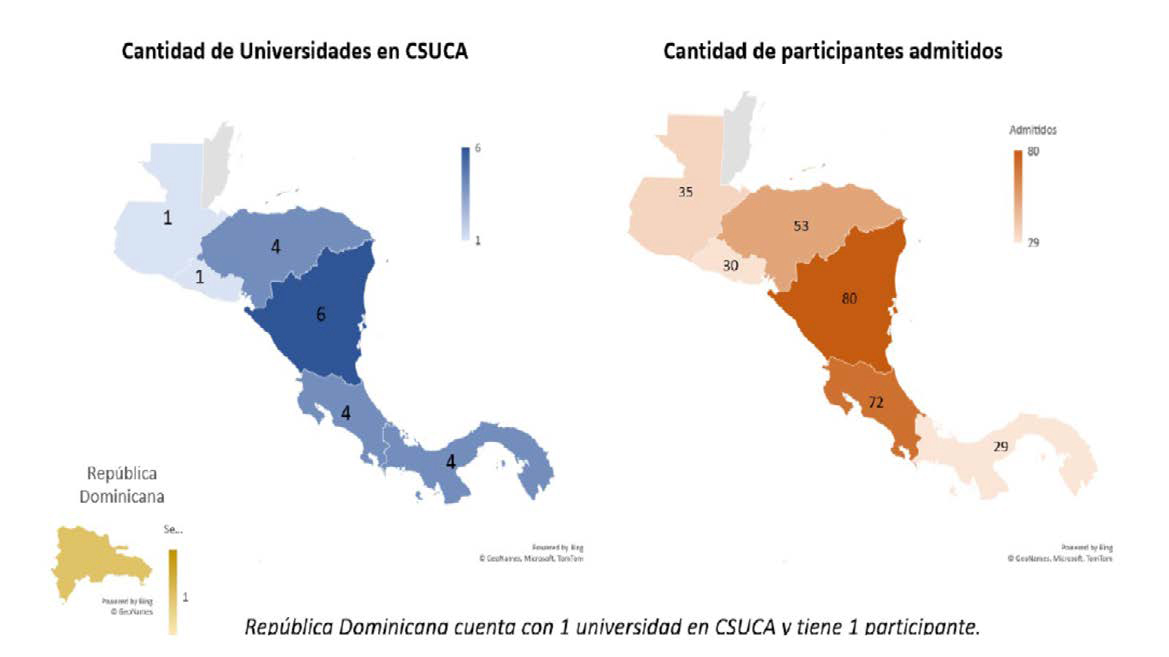 Cantidad de Universidades en CSUCA
6
1
1
4
1
6
4
4
Powered by Bing
© GeoNames, Microsoft, TomTom
Cantidad de participantes admitidos
Admitidos
80
29
35
53
30
80
72
29
Powered by Bing
© GeoNames, Microsoft, TomTom
República
Dominicana
Se...
1
Powered by Bing
© GeoNames
República Dominicana cuenta con 1 universidad en CSUCA y tiene 1 participante.